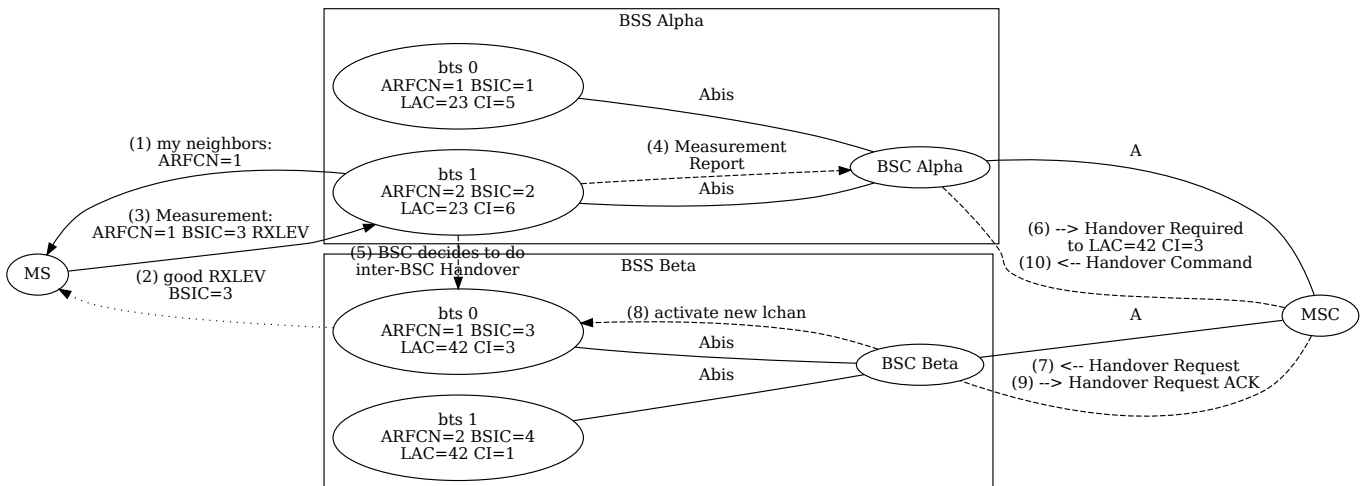 BSS Alpha
bts 0
ARFCN=1 BSIC=1
LAC=23 CI=5
Abis
(1) my neighbors:
ARFCN=1
(4) Measurement
Report
BSC Alpha
A
bts 1
ARFCN=2 BSIC=2
LAC=23 CI=6
Abis
(3) Measurement:
ARFCN=1 BSIC=3 RXLEV
(6) --> Handover Required
to LAC=42 CI=3
(10) <-- Handover Command
(5) BSC decides to do
inter-BSC Handover
MS
(2) good RXLEV
BSIC=3
BSS Beta
bts 0
ARFCN=1 BSIC=3
LAC=42 CI=3
(8) activate new lchan
Abis
A
MSC
BSC Beta
(7) <-- Handover Request
(9) --> Handover Request ACK
Abis
bts 1
ARFCN=2 BSIC=4
LAC=42 CI=1